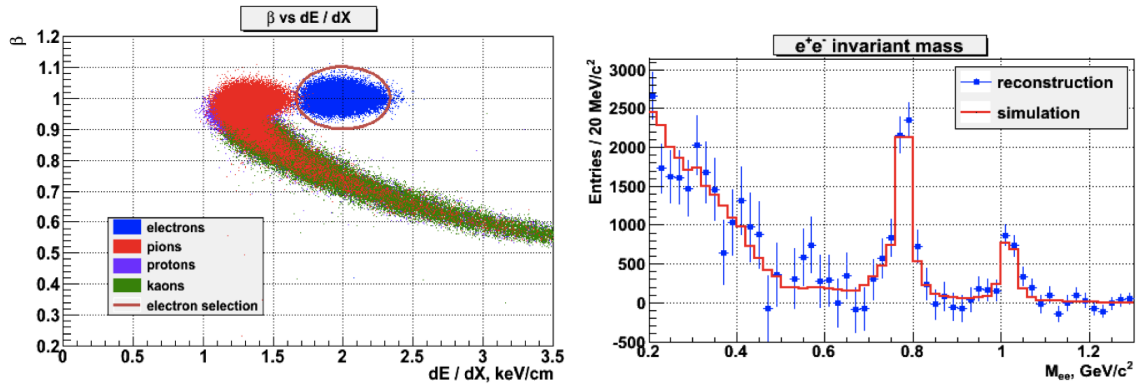 β vs dE / dX
β
1.2
1.1
1
0.9
0.8
0.7
0.6
0.5
0.4
0.3
0.2
electrons
pions
protons
kaons
electron selection
0 0.5 1 1.5 2 2.5 3 3.5
dE / dX, keV/cm
e⁺e⁻ invariant mass
Entries / 20 MeV/c²
3000
2500
2000
1500
1000
500
0
-500
reconstruction
simulation
0.2 0.4 0.6 0.8 1 1.2
Mₑₑ, GeV/c²